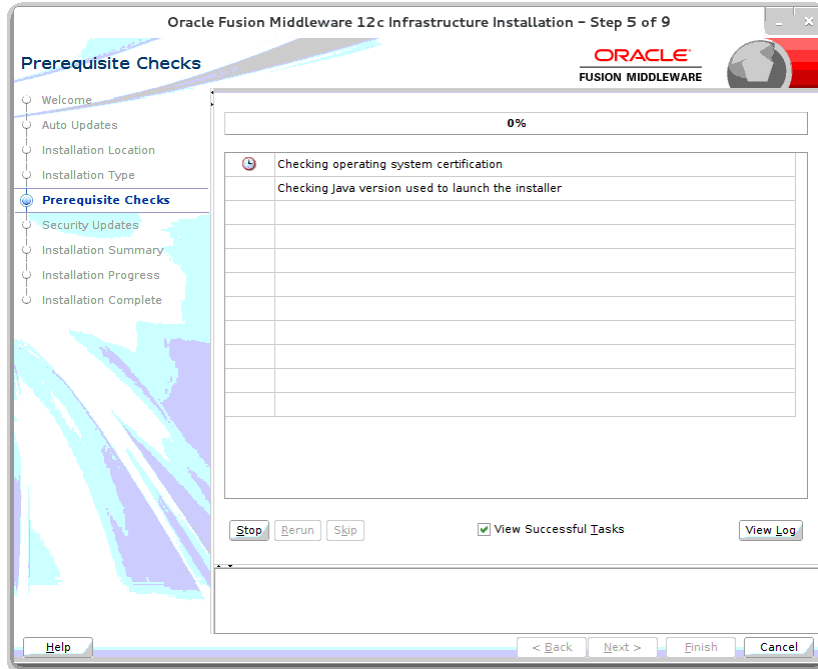 Oracle Fusion Middleware 12c Infrastructure Installation - Step 5 of 9
Prerequisite Checks
ORACLE
FUSION MIDDLEWARE
Welcome
Auto Updates
Installation Location
Installation Type
Prerequisite Checks
Security Updates
Installation Summary
Installation Progress
Installation Complete
0%
Checking operating system certification
Checking Java version used to launch the installer
Stop
Rerun
Skip
View Successful Tasks
View Log
Help
< Back
Next >
Finish
Cancel